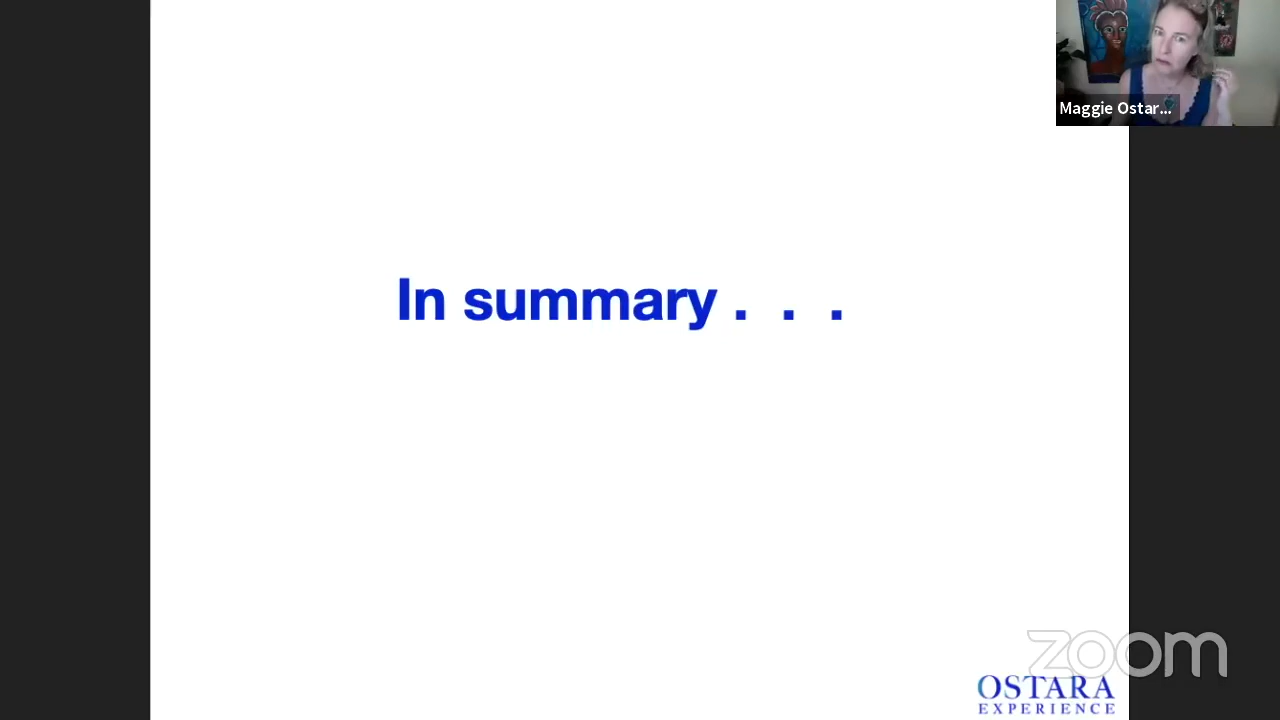 Maggie Ostar...
In summary . . .
zoom
OSTARA
EXPERIENCE